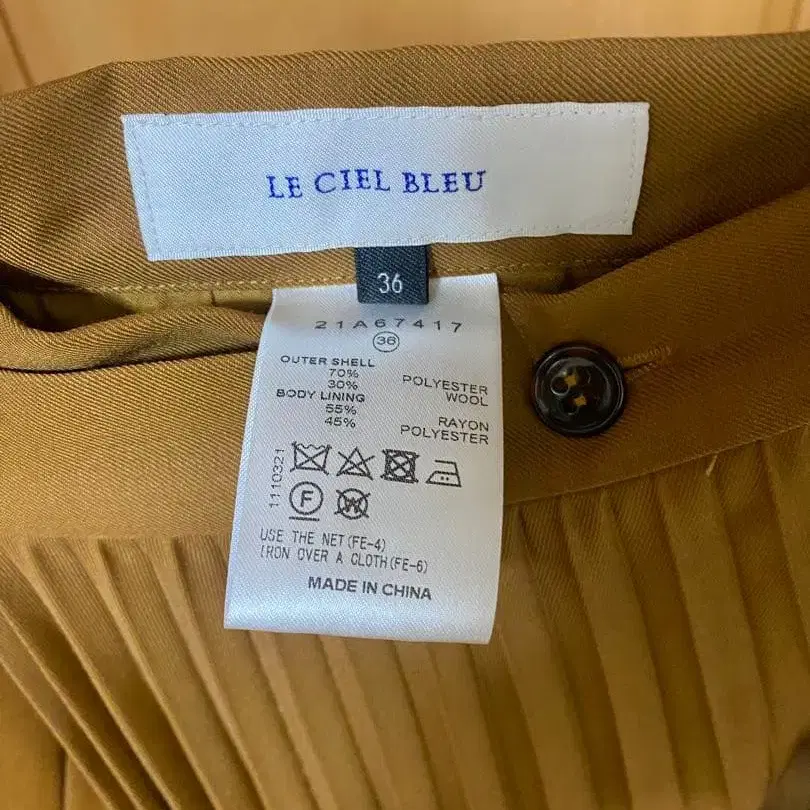 LE CIEL BLEU
36
21A67417
36
OUTER SHELL
70% POLYESTER
30% WOOL
BODY LINING
55% RAYON
45% POLYESTER
1110321
F
W
USE THE NET(FE-4)
IRON OVER A CLOTH(FE-6)
MADE IN CHINA